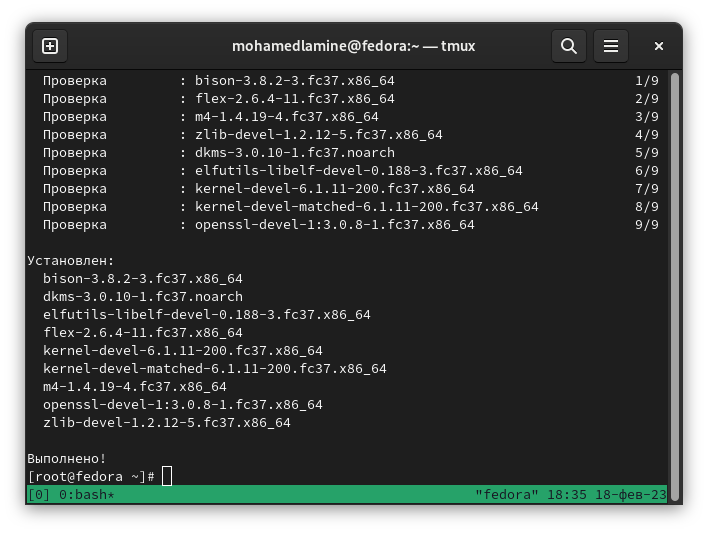 mohamedlamine@fedora:~ — tmux
Проверка : bison-3.8.2-3.fc37.x86_64 1/9
Проверка : flex-2.6.4-11.fc37.x86_64 2/9
Проверка : m4-1.4.19-4.fc37.x86_64 3/9
Проверка : zlib-devel-1.2.12-5.fc37.x86_64 4/9
Проверка : dkms-3.0.10-1.fc37.noarch 5/9
Проверка : elfutils-libelf-devel-0.188-3.fc37.x86_64 6/9
Проверка : kernel-devel-6.1.11-200.fc37.x86_64 7/9
Проверка : kernel-devel-matched-6.1.11-200.fc37.x86_64 8/9
Проверка : openssl-devel-1:3.0.8-1.fc37.x86_64 9/9
Установлен:
bison-3.8.2-3.fc37.x86_64
dkms-3.0.10-1.fc37.noarch
elfutils-libelf-devel-0.188-3.fc37.x86_64
flex-2.6.4-11.fc37.x86_64
kernel-devel-6.1.11-200.fc37.x86_64
kernel-devel-matched-6.1.11-200.fc37.x86_64
m4-1.4.19-4.fc37.x86_64
openssl-devel-1:3.0.8-1.fc37.x86_64
zlib-devel-1.2.12-5.fc37.x86_64
Выполнено!
[root@fedora ~]#
[0] 0:bash* "fedora" 18:35 18-фев-23